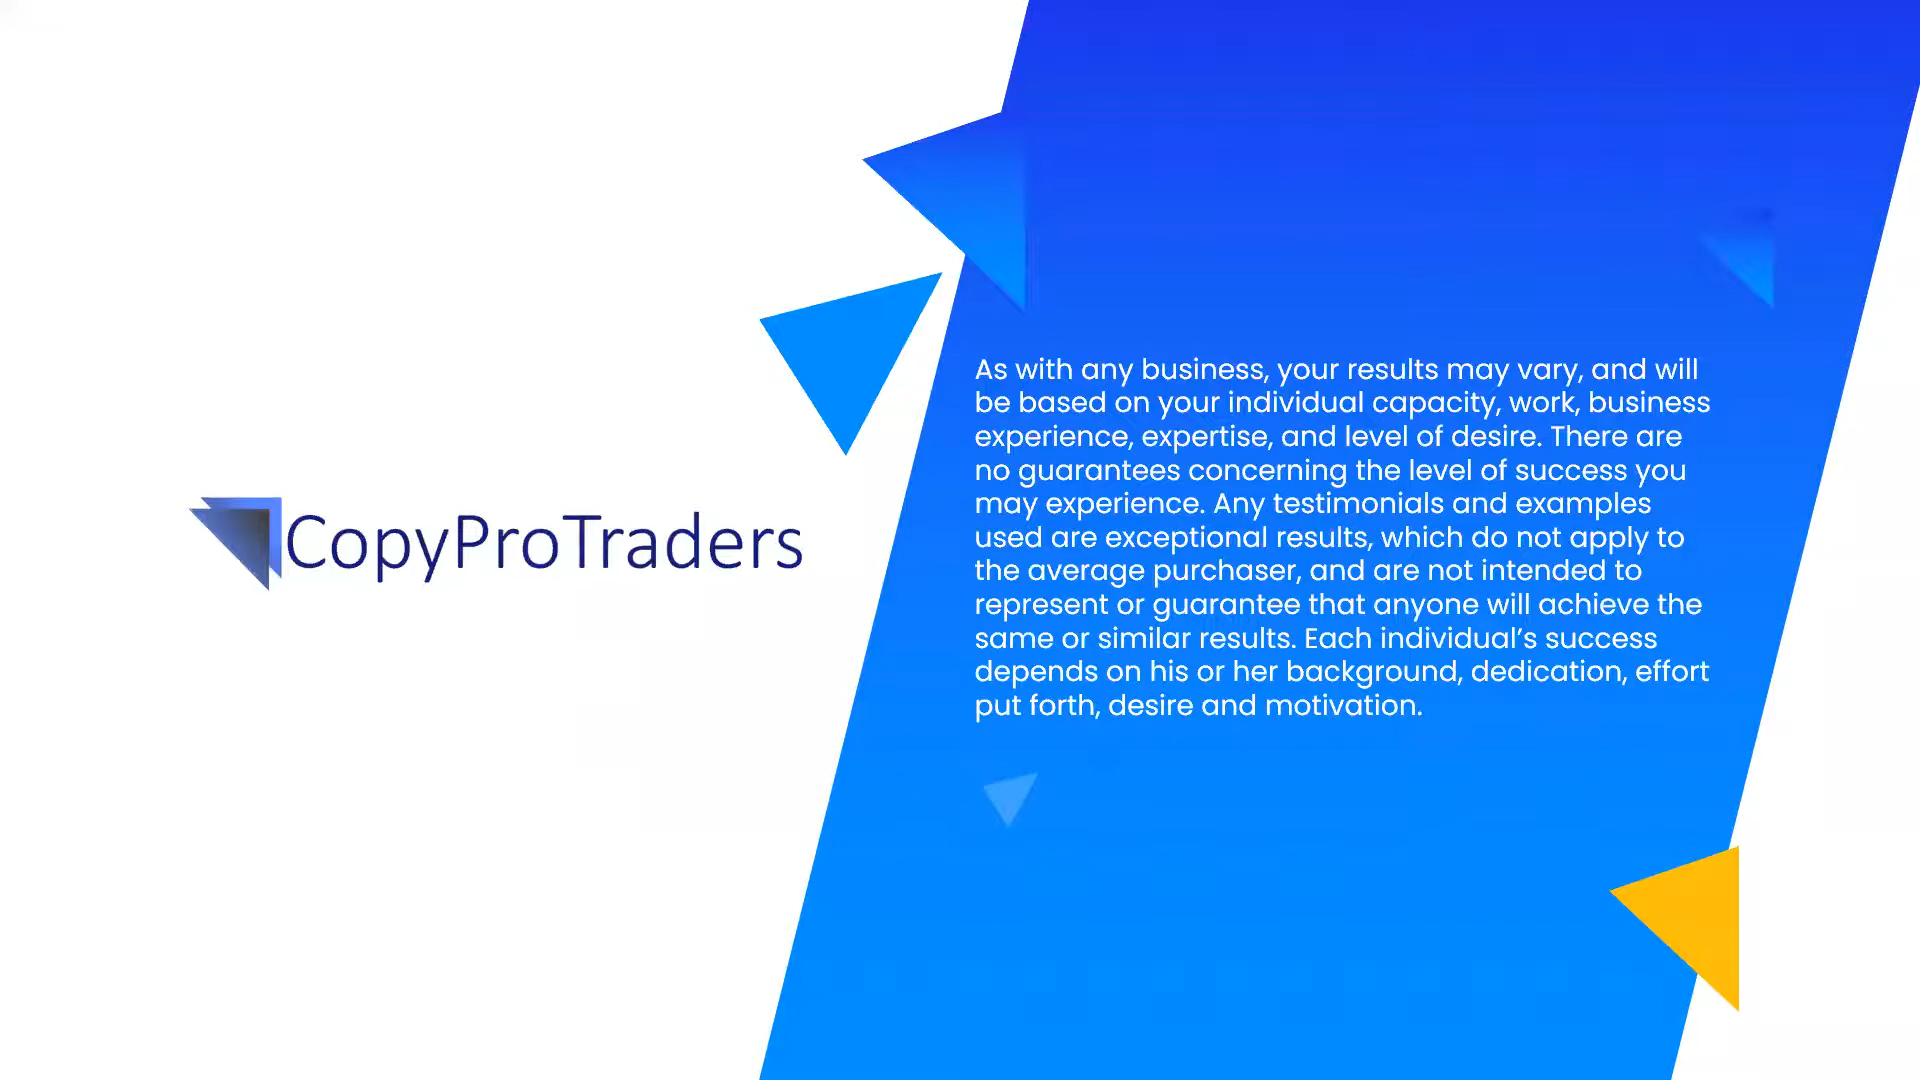 CopyProTraders
As with any business, your results may vary, and will
be based on your individual capacity, work, business
experience, expertise, and level of desire. There are
no guarantees concerning the level of success you
may experience. Any testimonials and examples
used are exceptional results, which do not apply to
the average purchaser, and are not intended to
represent or guarantee that anyone will achieve the
same or similar results. Each individual’s success
depends on his or her background, dedication, effort
put forth, desire and motivation.